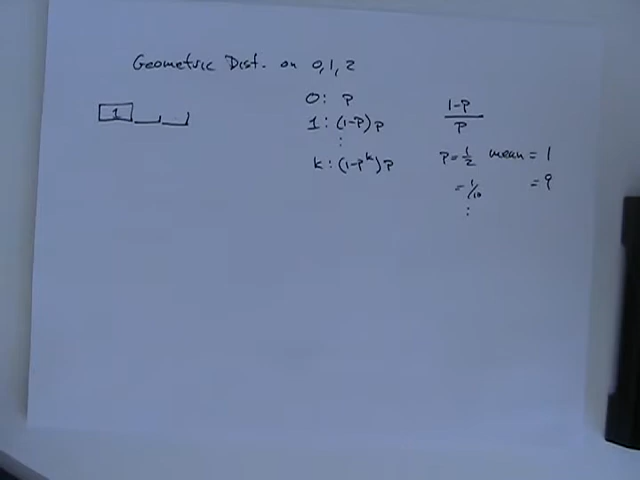 Geometric Dist. on 0,1,2
1
0: p
1: (1-p)p
⋮
k: (1-p^k)p
1-p
p
p=1/2 mean = 1
=1/10 =9
⋮